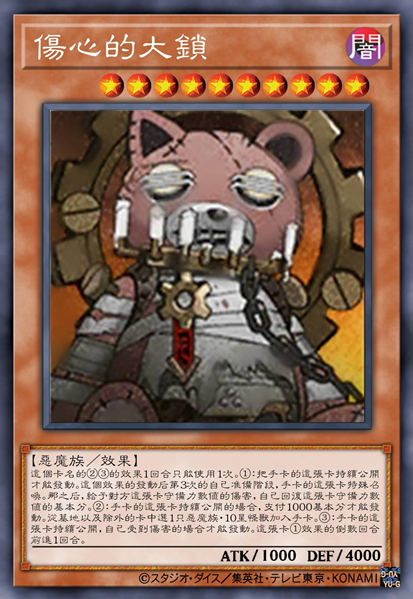 傷心的大鎖
闇
【惡魔族/效果】
這個卡名的②③的效果1回合只能使用1次。①:把手卡的這張卡持續公開
才能發動。這個效果的發動后第3次的自己准備階段,手卡的這張卡特殊召
喚。那之后,給予對方這張卡守備力數值的傷害,自己回復這張卡守備力數
值的基本分。②:手卡的這張卡持續公開的場合,支付1000基本分才能發
動。從墓地以及除外的卡中選1只惡魔族·10星怪獸加入手卡。③:手卡的這
張卡持續公開,自己受到傷害的場合才能發動。這張卡①效果的倒數回合
前進1回合。
ATK/1000 DEF/4000
©スタジオ・ダイス/集英社・テレビ東京・KONAMI